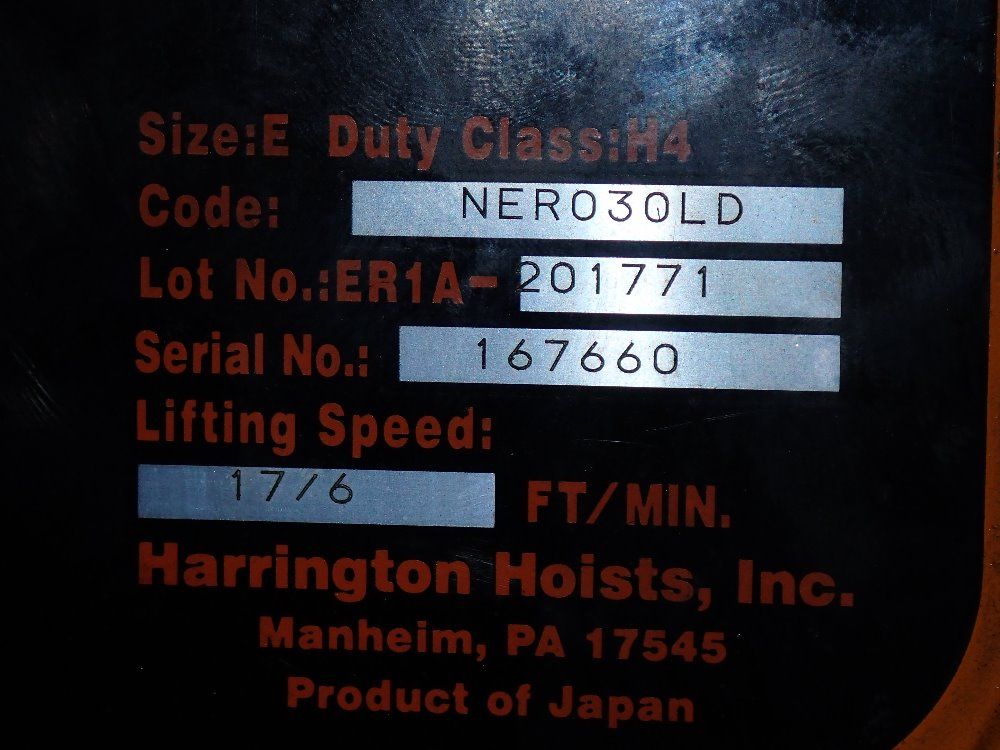 Size:E Duty Class:H4
Code: NER030LD
Lot No.:ER1A-201771
Serial No.: 167660
Lifting Speed:
17/6 FT/MIN.
Harrington Hoists, Inc.
Manheim, PA 17545
Product of Japan